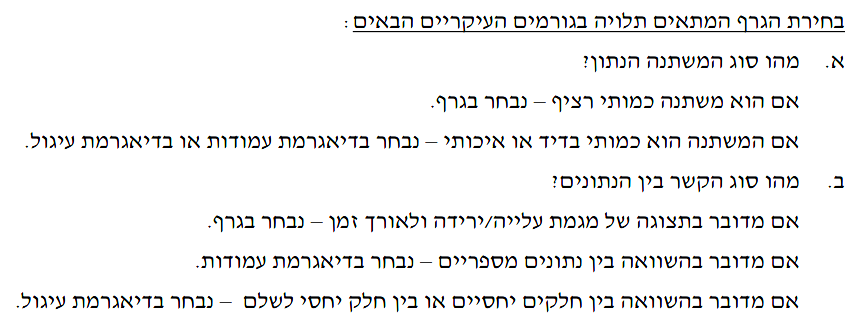 בחירת הגרף המתאים תלויה בגורמים העיקריים הבאים:
א. מהו סוג המשתנה הנתון?
אם הוא משתנה כמותי רציף – נבחר בגרף.
אם המשתנה הוא כמותי בדיד או איכותי – נבחר בדיאגרמת עמודות או בדיאגרמת עיגול.
ב. מהו סוג הקשר בין הנתונים?
אם מדובר בתצוגה של מגמת עלייה/ירידה ולאורך זמן – נבחר בגרף.
אם מדובר בהשוואה בין נתונים מספריים – נבחר בדיאגרמת עמודות.
אם מדובר בהשוואה בין חלקים יחסיים או בין חלק יחסי לשלם – נבחר בדיאגרמת עיגול.